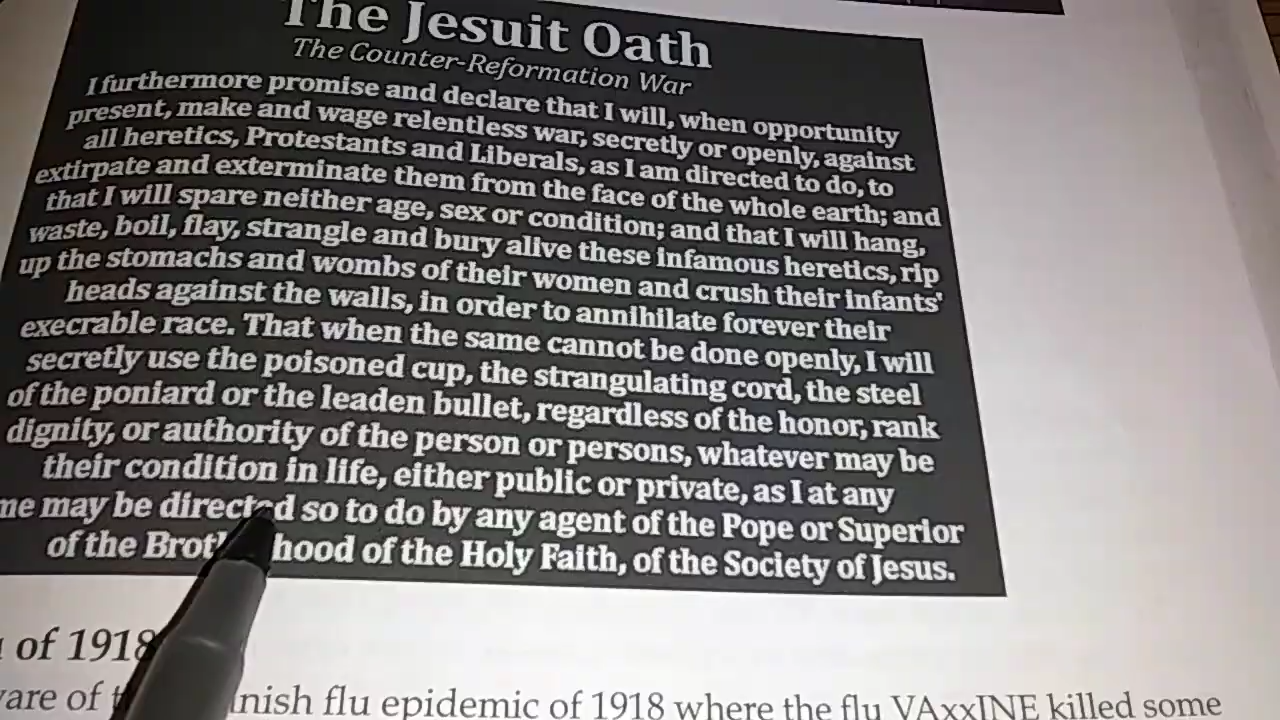 The Jesuit Oath
The Counter-Reformation War
I furthermore promise and declare that I will, when opportunity
present, make and wage relentless war, secretly or openly, against
all heretics, Protestants and Liberals, as I am directed to do, to
extirpate and exterminate them from the face of the whole earth; and
that I will spare neither age, sex or condition; and that I will hang,
waste, boil, flay, strangle and bury alive these infamous heretics, rip
up the stomachs and wombs of their women and crush their infants'
heads against the walls, in order to annihilate forever their
execrable race. That when the same cannot be done openly, I will
secretly use the poisoned cup, the strangulating cord, the steel
of the poniard or the leaden bullet, regardless of the honor, rank
dignity, or authority of the person or persons, whatever may be
their condition in life, either public or private, as I at any
me may be directed so to do by any agent of the Pope or Superior
of the Brotherhood of the Holy Faith, of the Society of Jesus.
of 1918
of flu epidemic of 1918 where the flu VAxxINE killed some